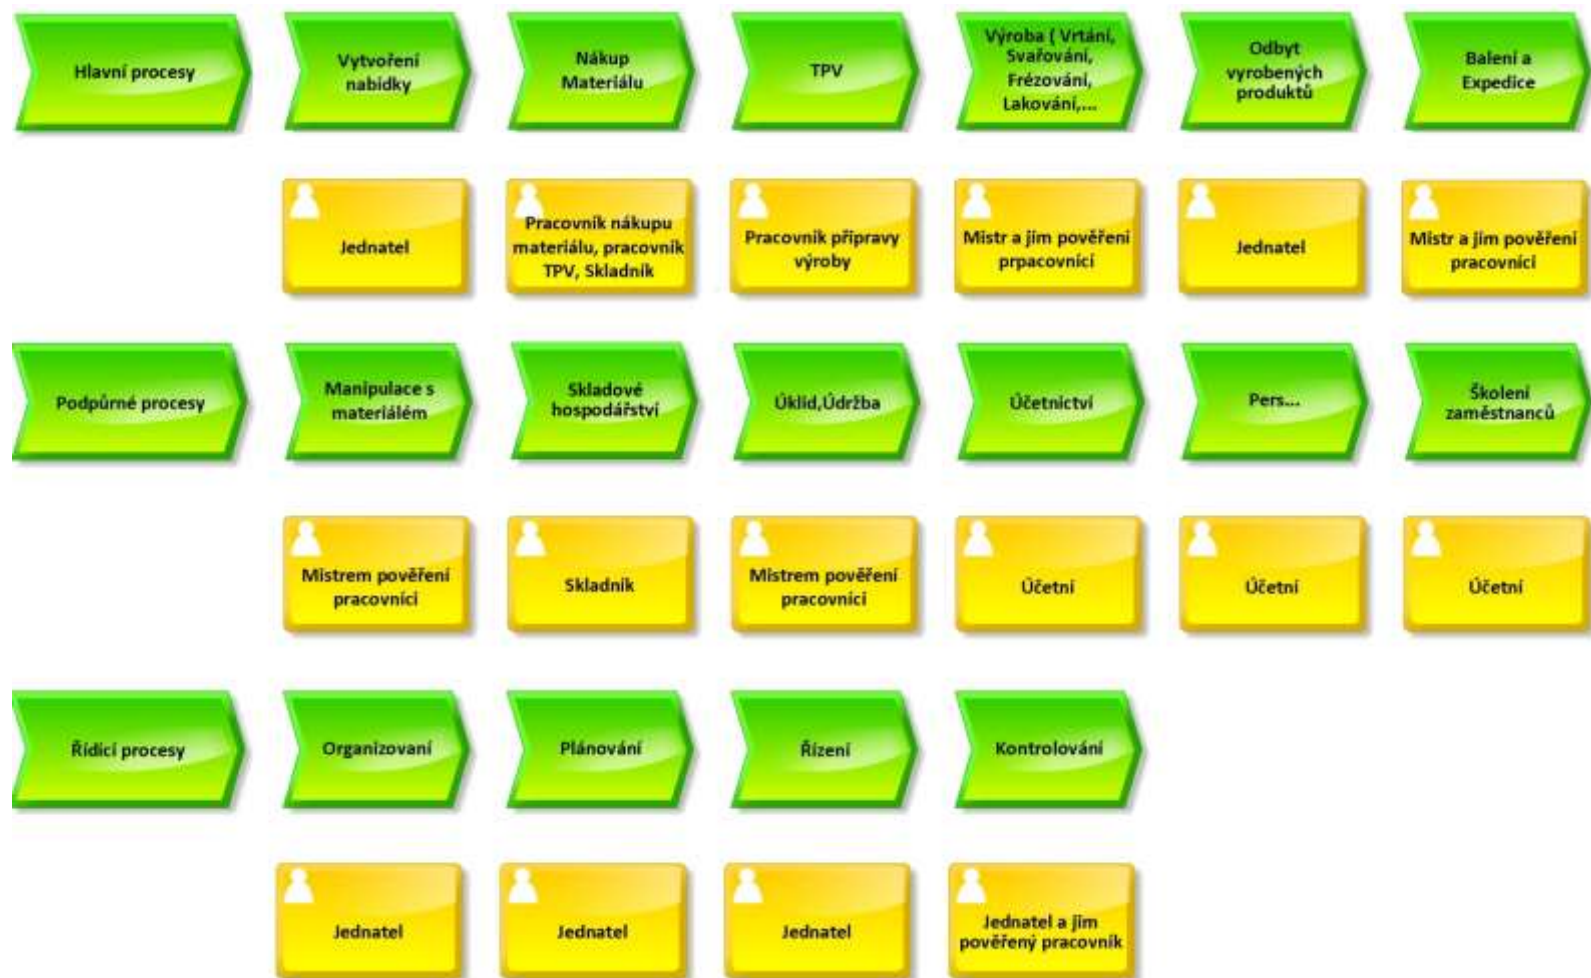 Hlavní procesy
Vytvoření
nabídky
Nákup
Materiálu
TPV
Výroba ( Vrtání,
Svařování,
Frézování,
Lakování,...
Odbyt
vyrobených
produktů
Balení a
Expedice
Jednatel
Pracovník nákupu
materiálu, pracovník
TPV, Skladník
Pracovník přípravy
výroby
Mistr a jím pověření
prpacovníci
Jednatel
Mistr a jím pověření
pracovníci
Podpůrné procesy
Manipulace s
materiálém
Skladové
hospodářství
Úklid,Údržba
Účetnictví
Pers...
Školení
zaměstnanců
Mistrem pověření
pracovníci
Skladník
Mistrem pověření
pracovníci
Účetní
Účetní
Účetní
Řídicí procesy
Organizovaní
Plánování
Řízení
Kontrolování
Jednatel
Jednatel
Jednatel
Jednatel a jím
pověřený pracovník